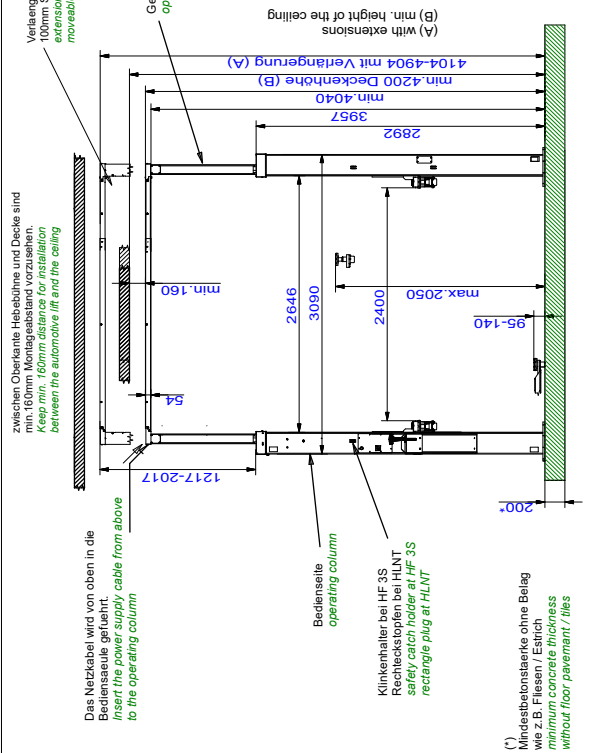 zwischen Oberkante Hebebühne und Decke sind
min.160mm Montageabstand vorzusehen.
Keep min. 160mm distance for installation
between the automotive lift and the ceiling
Verlaeng
100mm S
extension
moveable
Ge
op
(A) with extensions
(B) min. height of the ceiling
4104-4904 mit Verlängerung (A)
min.4200 Deckenhöhe (B)
min.4040
3957
2892
min.160
54
1217-2017
2646
3090
2400
max.2050
95-140
200*
Das Netzkabel wird von oben in die
Bediensaeule gefuehrt.
Insert the power supply cable from above
to the operating column
Bedienseite
operating column
Klinkenhalter bei HF 3S
Rechteckstopfen bei HLNT
safety catch holder at HF 3S
rectangle plug at HLNT
(*)
Mindestbetonstaerke ohne Belag
wie z.B. Fliesen / Estrich
minimum concrete thickness
without floor pavemant / tiles